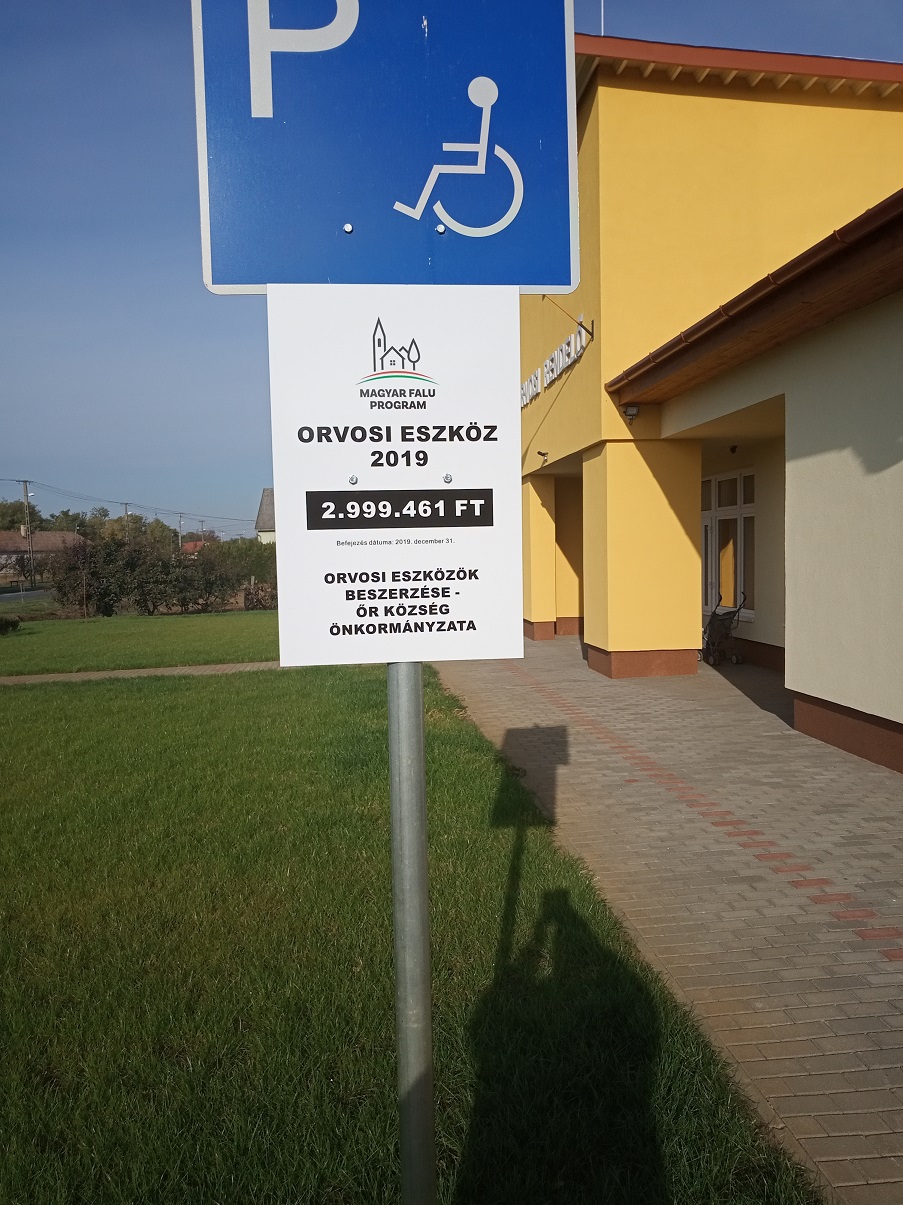 P
MAGYAR FALU
PROGRAM
ORVOSI ESZKÖZ
2019
2.999.461 FT
Befejezés dátuma: 2019. december 31.
ORVOSI ESZKÖZÖK
BESZERZÉSE -
ŐR KÖZSÉG
ÖNKORMÁNYZATA
RENDELŐ